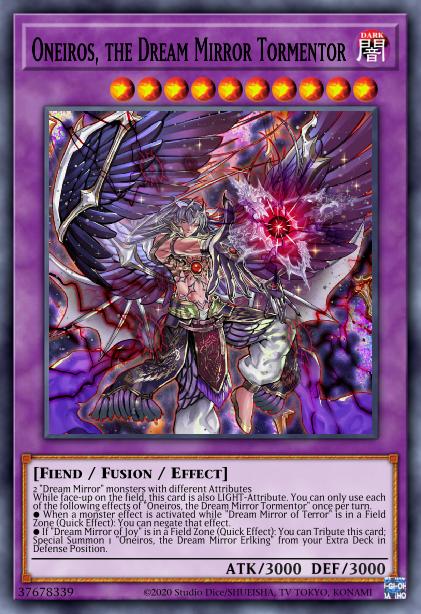 ONEIROS, THE DREAM MIRROR TORMENTOR
DARK
闇
[FIEND / FUSION / EFFECT]
2 "Dream Mirror" monsters with different Attributes
While face-up on the field, this card is also LIGHT-Attribute. You can only use each
of the following effects of "Oneiros, the Dream Mirror Tormentor" once per turn.
● When a monster effect is activated while "Dream Mirror of Terror" is in a Field
Zone (Quick Effect): You can negate that effect.
● If "Dream Mirror of Joy" is in a Field Zone (Quick Effect): You can Tribute this card;
Special Summon 1 "Oneiros, the Dream Mirror Erlking" from your Extra Deck in
Defense Position.
ATK/3000 DEF/3000
37678339
©2020 Studio Dice/SHUEISHA, TV TOKYO, KONAMI